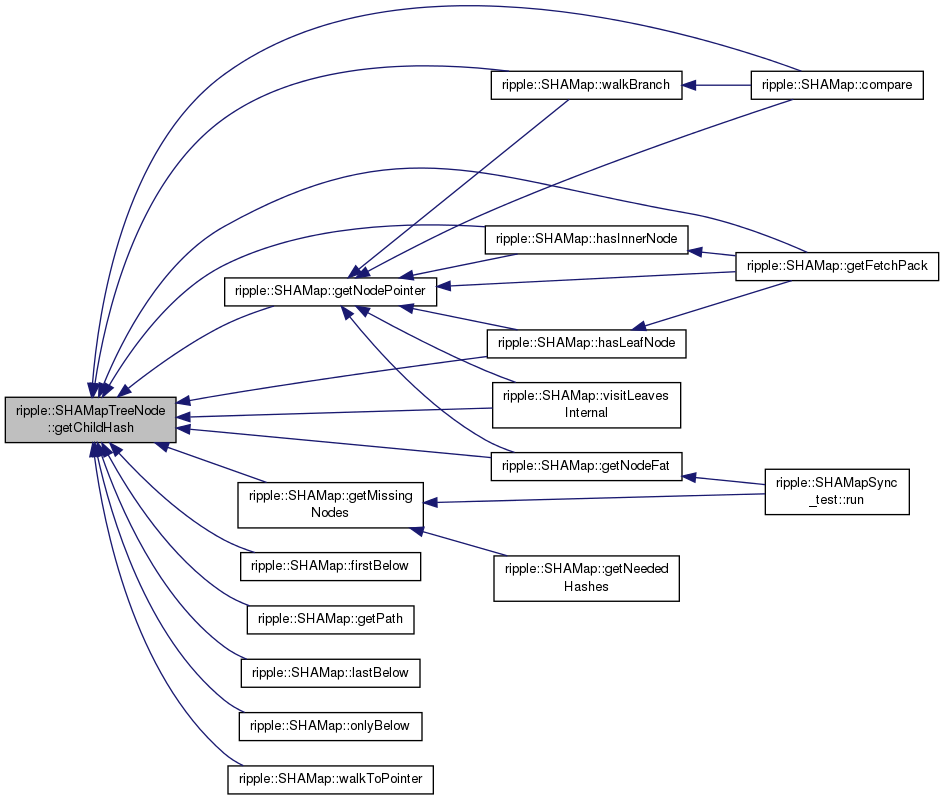 ripple::SHAMap::walkBranch
ripple::SHAMap::compare
ripple::SHAMap::hasInnerNode
ripple::SHAMap::getFetchPack
ripple::SHAMap::getNodePointer
ripple::SHAMap::hasLeafNode
ripple::SHAMap::visitLeaves
Internal
ripple::SHAMapTreeNode
::getChildHash
ripple::SHAMap::getNodeFat
ripple::SHAMapSync
_test::run
ripple::SHAMap::getMissing
Nodes
ripple::SHAMap::firstBelow
ripple::SHAMap::getNeeded
Hashes
ripple::SHAMap::getPath
ripple::SHAMap::lastBelow
ripple::SHAMap::onlyBelow
ripple::SHAMap::walkToPointer